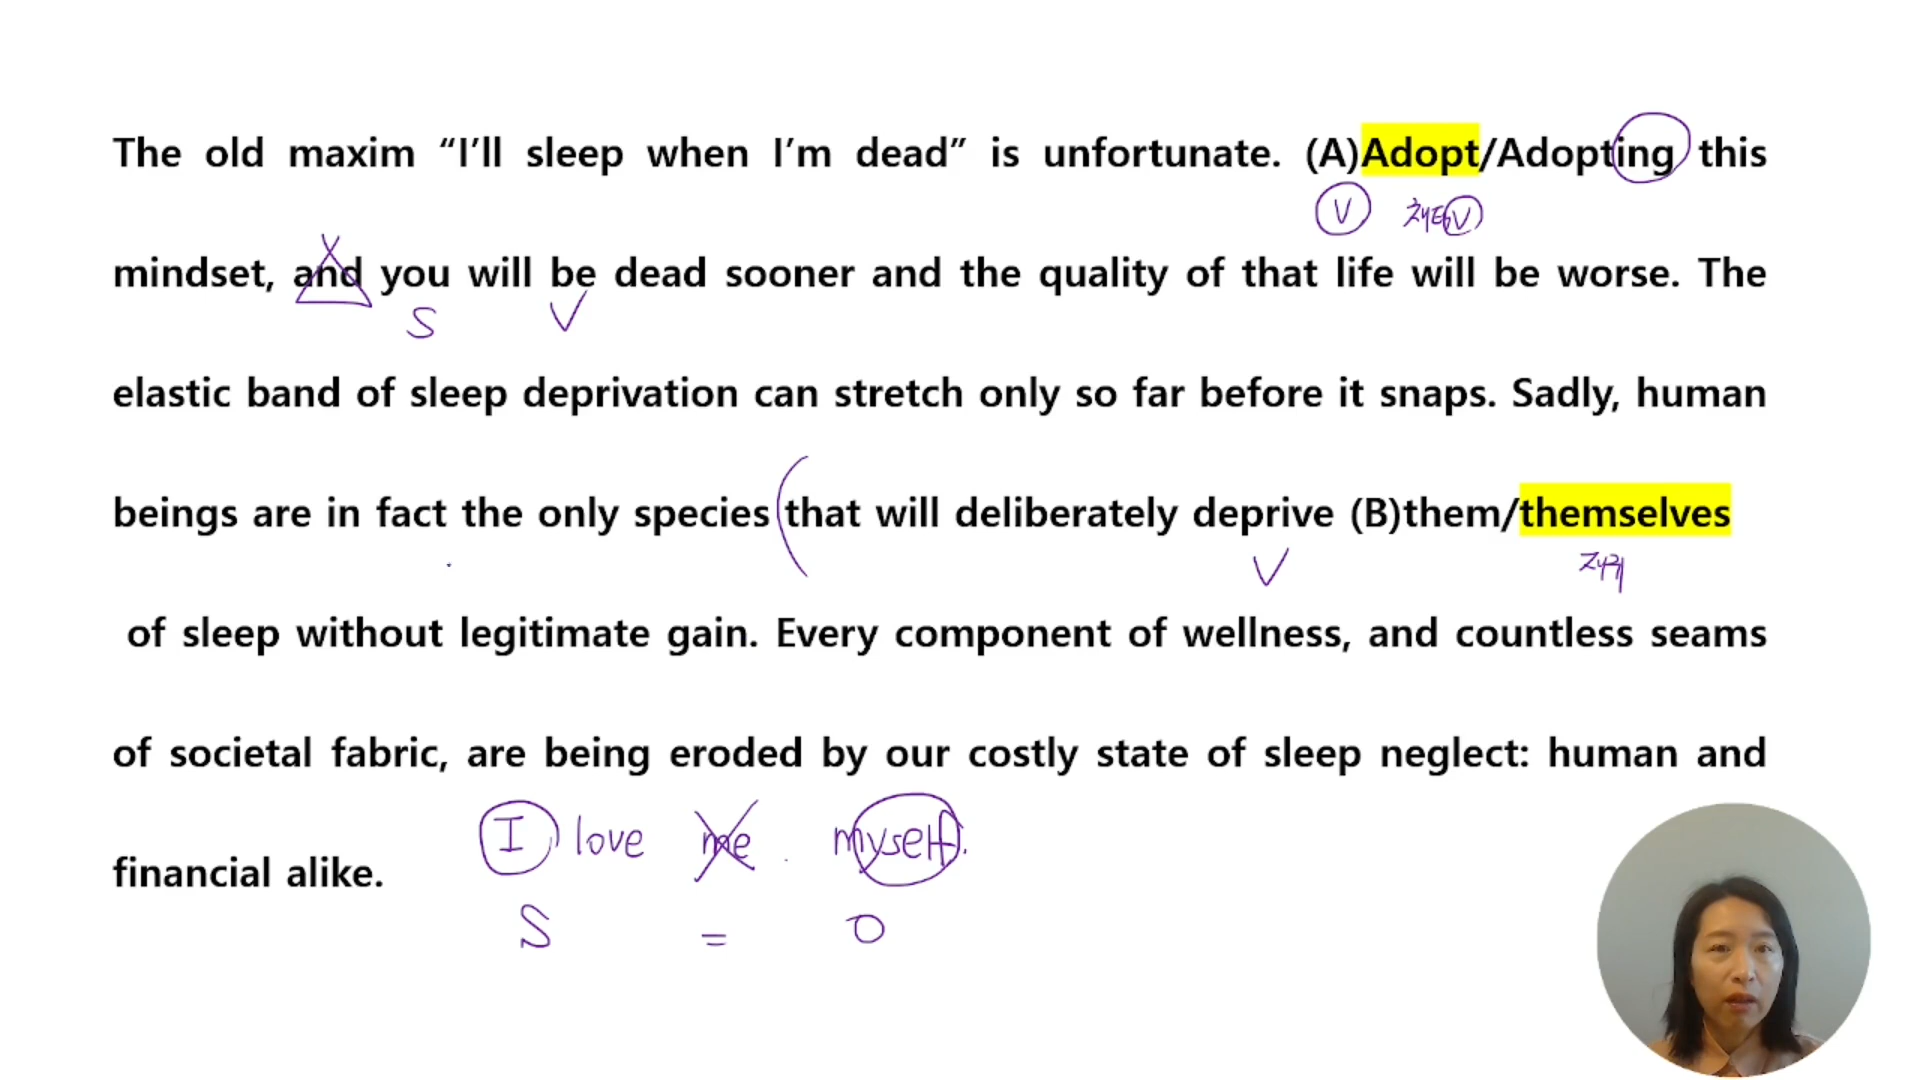 The old maxim “I’ll sleep when I’m dead” is unfortunate. (A)Adopt/Adopting this
V 채택V
mindset, and you will be dead sooner and the quality of that life will be worse. The
S V
elastic band of sleep deprivation can stretch only so far before it snaps. Sadly, human
beings are in fact the only species (that will deliberately deprive (B)them/themselves
V 재귀
of sleep without legitimate gain. Every component of wellness, and countless seams
of societal fabric, are being eroded by our costly state of sleep neglect: human and
I love me. myself.
financial alike.
S = O